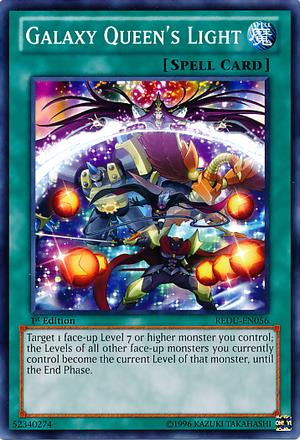 GALAXY QUEEN'S LIGHT
魔
[SPELL CARD]
1st Edition
REDU-EN056
Target 1 face-up Level 7 or higher monster you control;
the Levels of all other face-up monsters you currently
control become the current Level of that monster, until
the End Phase.
52340274
©1996 KAZUKI TAKAHASHI